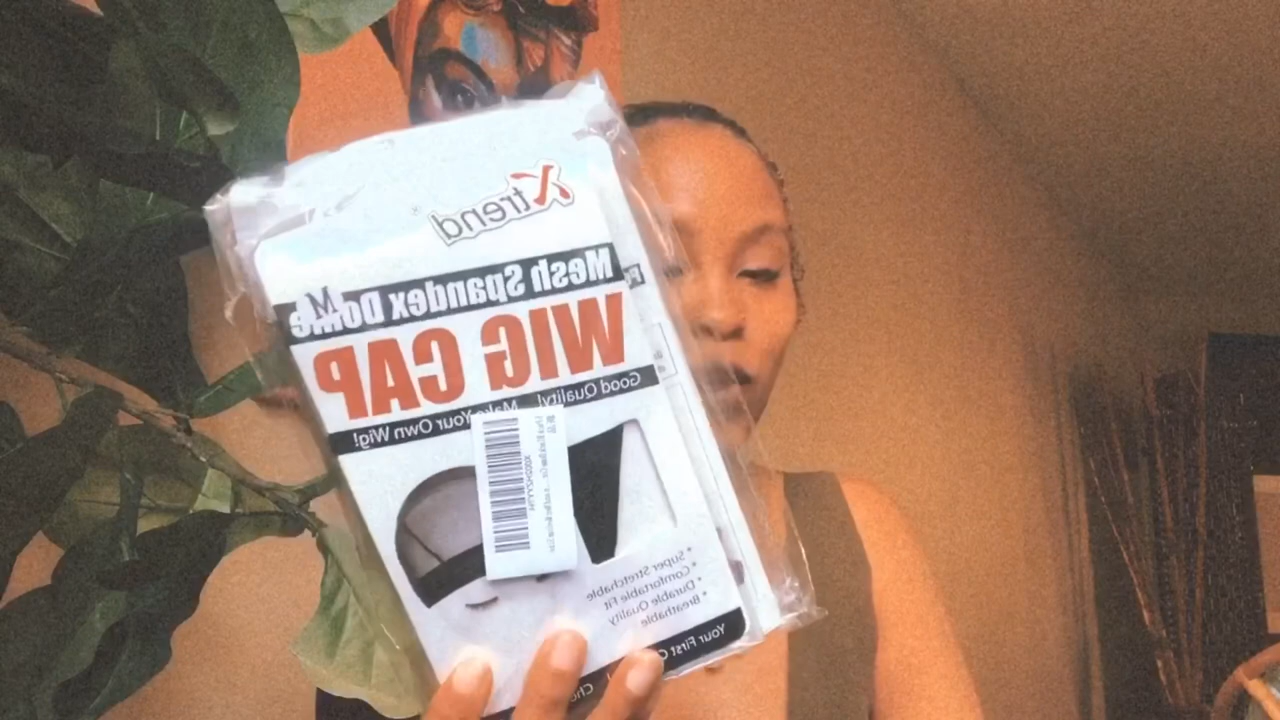 Xtrend
Mesh Spandex Dome
M
WIG CAP
Good Quality! Make Your Own Wig!
* Super Stretchable
* Comfortable Fit
* Durable Quality
* Breathable
Your First